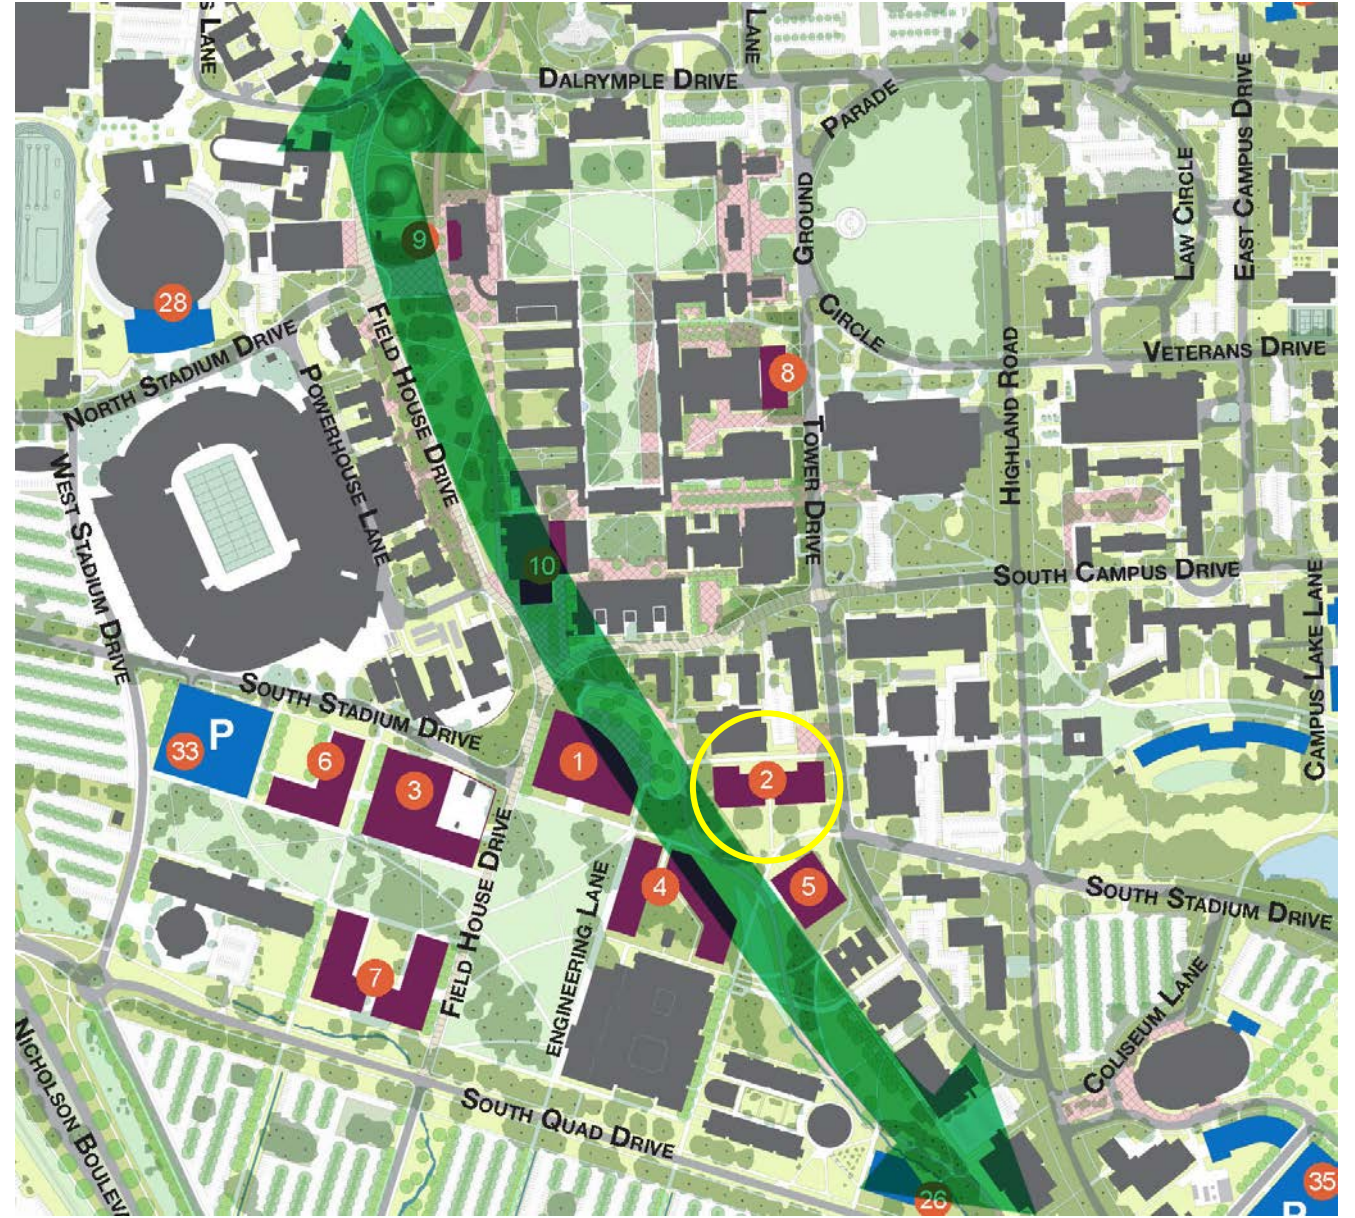 S LANE
LANE
DALRYMPLE DRIVE
PARADE
EAST CAMPUS DRIVE
LAW CIRCLE
GROUND
9
28
CIRCLE
NORTH STADIUM DRIVE
FIELD HOUSE DRIVE
HIGHLAND ROAD
VETERANS DRIVE
8
POWERHOUSE LANE
TOWER DRIVE
WEST STADIUM DRIVE
10
SOUTH CAMPUS DRIVE
CAMPUS LAKE LANE
SOUTH STADIUM DRIVE
33
P
6
3
1
2
4
5
FIELD HOUSE DRIVE
ENGINEERING LANE
SOUTH STADIUM DRIVE
7
COLISEUM LANE
NICHOLSON BOULEVA
SOUTH QUAD DRIVE
26
35
P